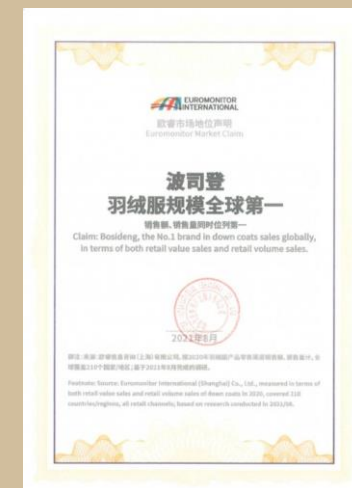 EUROMONITOR
INTERNATIONAL
欧睿市场地位声明
Euromonitor Market Claim
波司登
羽绒服规模全球第一
销售额、销售量同时位列第一
Claim: Bosideng, the No.1 brand in down coats sales globally,
in terms of both retail value sales and retail volume sales.
2021年8月
Footnote: Source: Euromonitor International (Shanghai) Co., Ltd., measured in terms of
both retail value sales and retail volume sales of down coats in 2020, covered 210
countries/regions, all retail channels, based on research conducted in 2021/08.